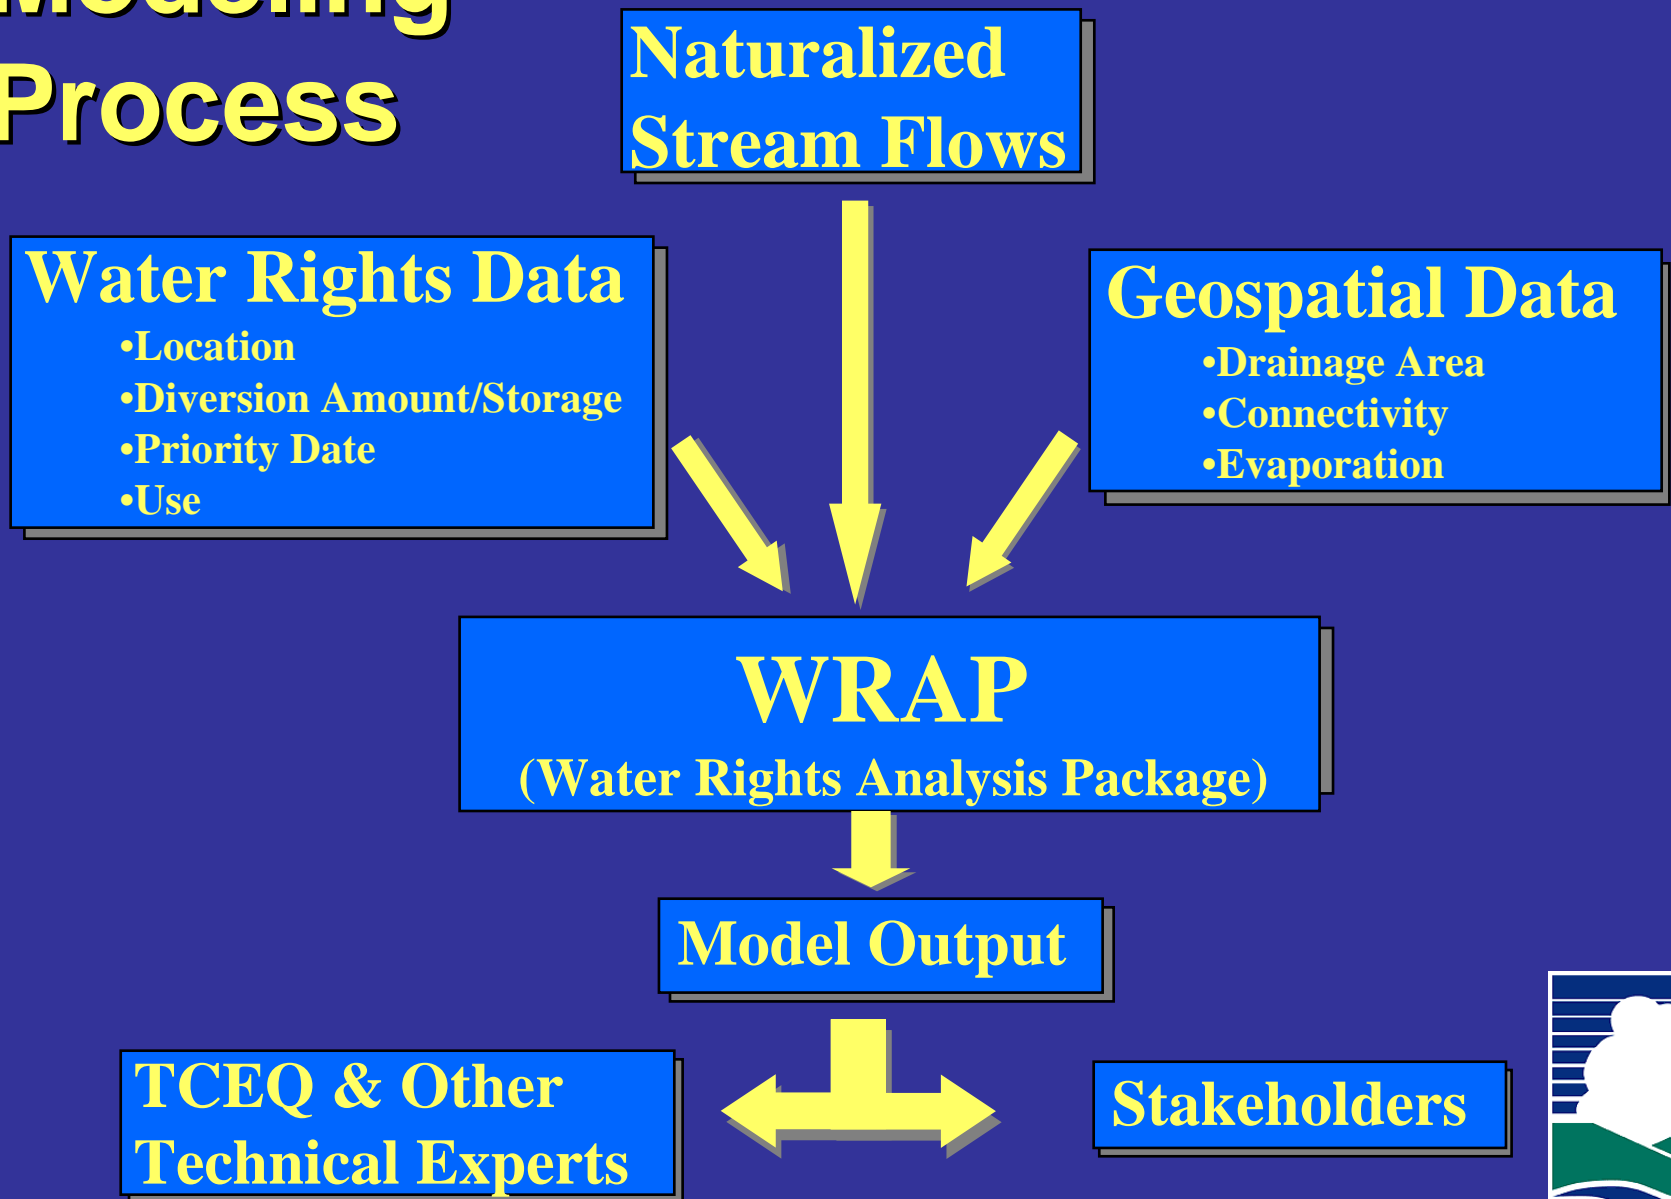 Modeling
Process
Naturalized
Stream Flows
Water Rights Data
•Location
•Diversion Amount/Storage
•Priority Date
•Use
Geospatial Data
•Drainage Area
•Connectivity
•Evaporation
WRAP
(Water Rights Analysis Package)
Model Output
TCEQ & Other
Technical Experts
Stakeholders